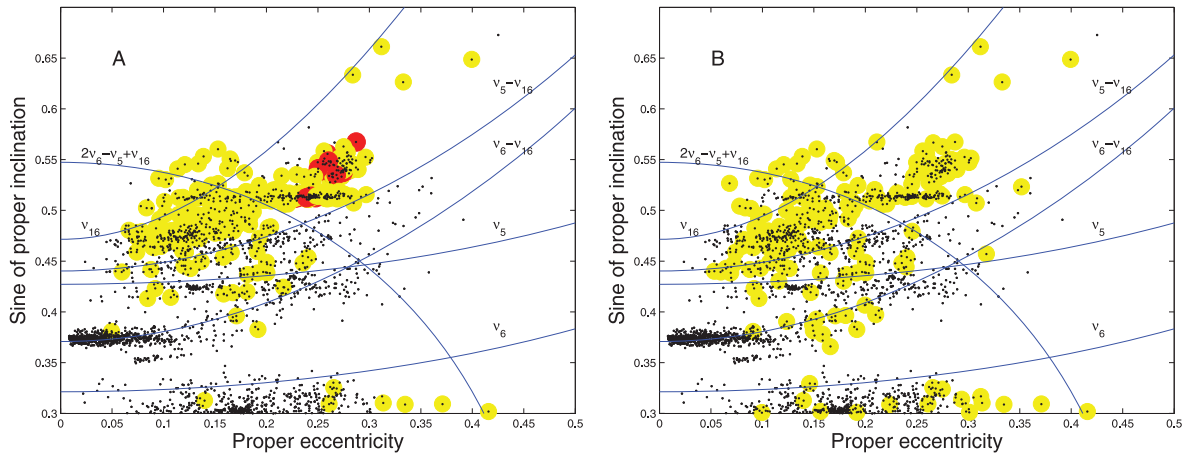 A
0.65
0.6
0.55
0.5
0.45
0.4
0.35
0.3
Sine of proper inclination
2ν₆−ν₅+ν₁₆
ν₁₆
ν₅−ν₁₆
ν₆−ν₁₆
ν₅
ν₆
0 0.05 0.1 0.15 0.2 0.25 0.3 0.35 0.4 0.45 0.5
Proper eccentricity
B
0.65
0.6
0.55
0.5
0.45
0.4
0.35
0.3
Sine of proper inclination
2ν₆−ν₅+ν₁₆
ν₁₆
ν₅−ν₁₆
ν₆−ν₁₆
ν₅
ν₆
0 0.05 0.1 0.15 0.2 0.25 0.3 0.35 0.4 0.45 0.5
Proper eccentricity